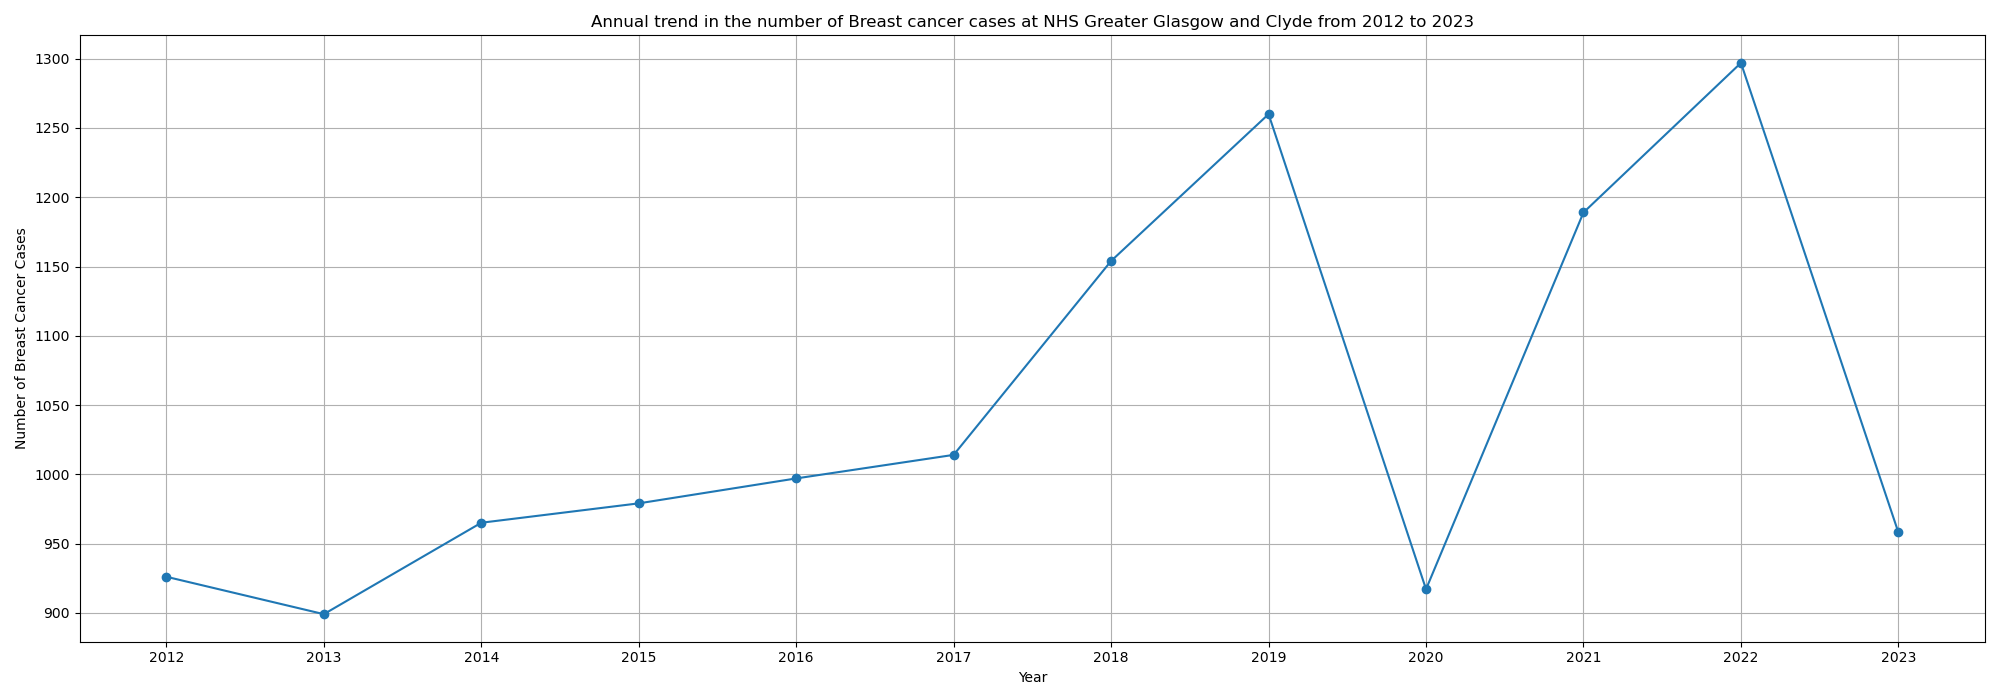 Annual trend in the number of Breast cancer cases at NHS Greater Glasgow and Clyde from 2012 to 2023
1300
1250
1200
1150
1100
1050
1000
950
900
Number of Breast Cancer Cases
2012 2013 2014 2015 2016 2017 2018 2019 2020 2021 2022 2023
Year